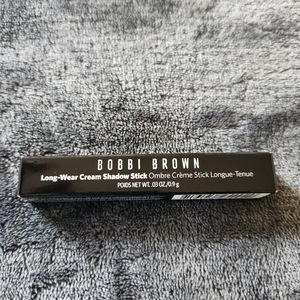 BOBBI BROWN
Long-Wear Cream Shadow Stick Ombre Crème Stick Longue-Tenue
POIDS NET WT. .03 OZ/0.9 g